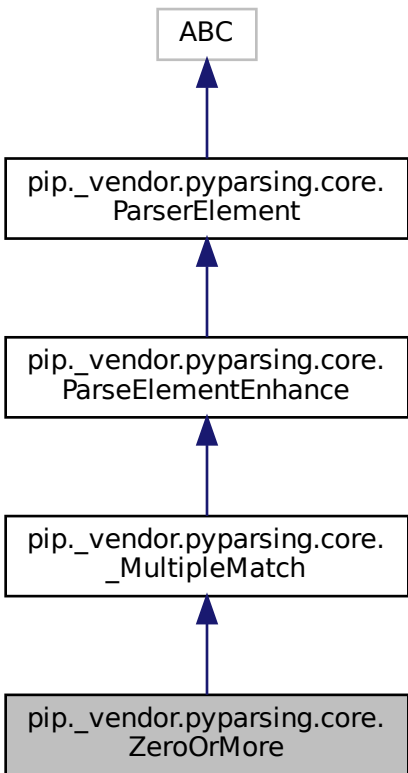 ABC
pip._vendor.pyparsing.core.
ParserElement
pip._vendor.pyparsing.core.
ParseElementEnhance
pip._vendor.pyparsing.core.
_MultipleMatch
pip._vendor.pyparsing.core.
ZeroOrMore